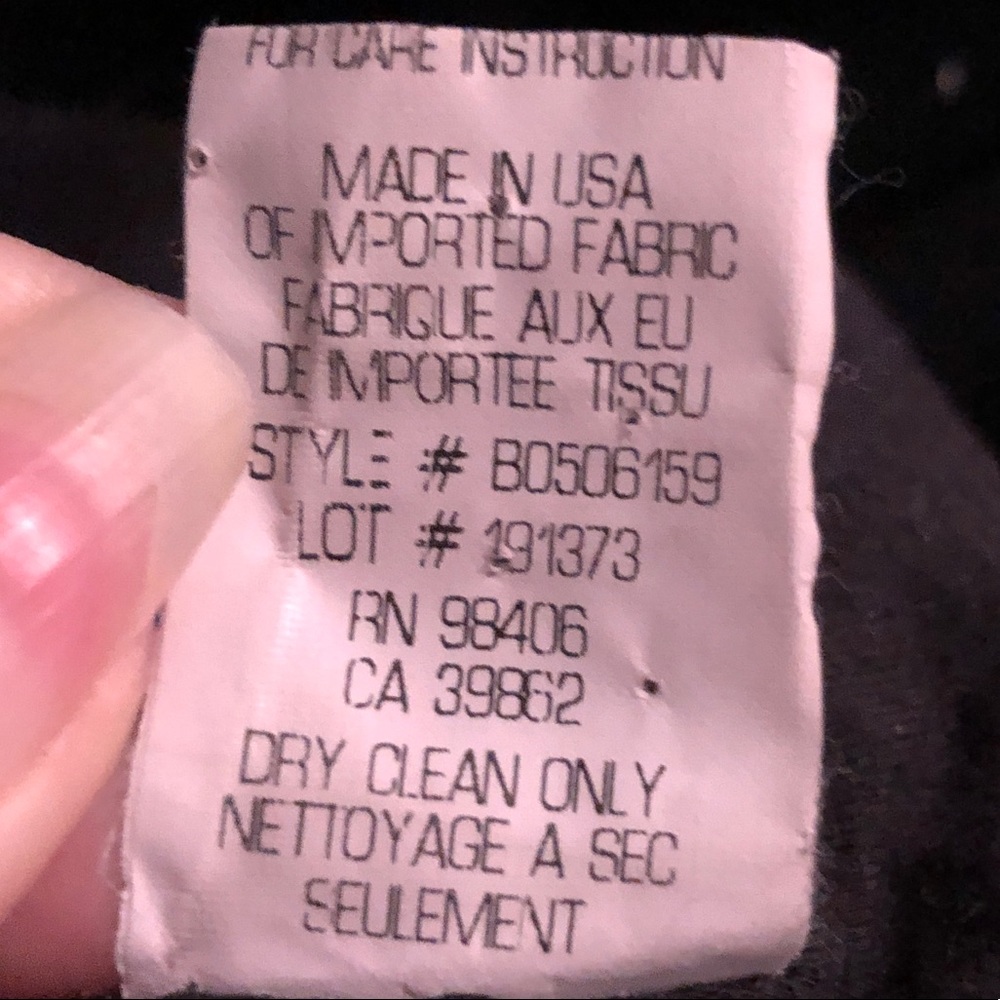 FOR CARE INSTRUCTION
MADE IN USA
OF IMPORTED FABRIC
FABRIQUE AUX EU
DE IMPORTEE TISSU
STYLE # B0506159
LOT # 191373
RN 98406
CA 39862
DRY CLEAN ONLY
NETTOYAGE A SEC
SEULEMENT